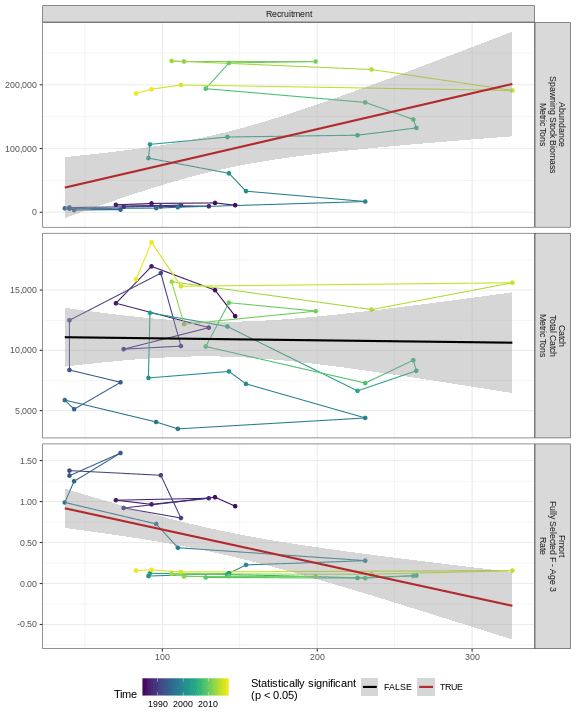 Recruitment
200,000
100,000
0
Abundance
Spawning Stock Biomass
Metric Tons
15,000
10,000
5,000
Catch
Total Catch
Metric Tons
1.50
1.00
0.50
0.00
-0.50
Fmort
Fully Selected F - Age 3
Rate
100
200
300
Time
1990 2000 2010
Statistically significant
(p < 0.05)
FALSE
TRUE